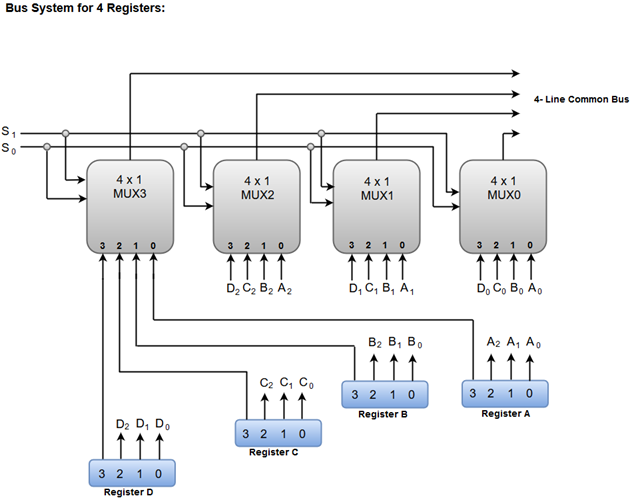 Bus System for 4 Registers:
4- Line Common Bus
S₁
S₀
4 x 1 MUX3
4 x 1 MUX2
4 x 1 MUX1
4 x 1 MUX0
3 2 1 0
3 2 1 0
3 2 1 0
3 2 1 0
D₂ C₂ B₂ A₂
D₁ C₁ B₁ A₁
D₀ C₀ B₀ A₀
B₂ B₁ B₀
A₂ A₁ A₀
3 2 1 0
Register B
3 2 1 0
Register A
C₂ C₁ C₀
3 2 1 0
Register C
D₂ D₁ D₀
3 2 1 0
Register D